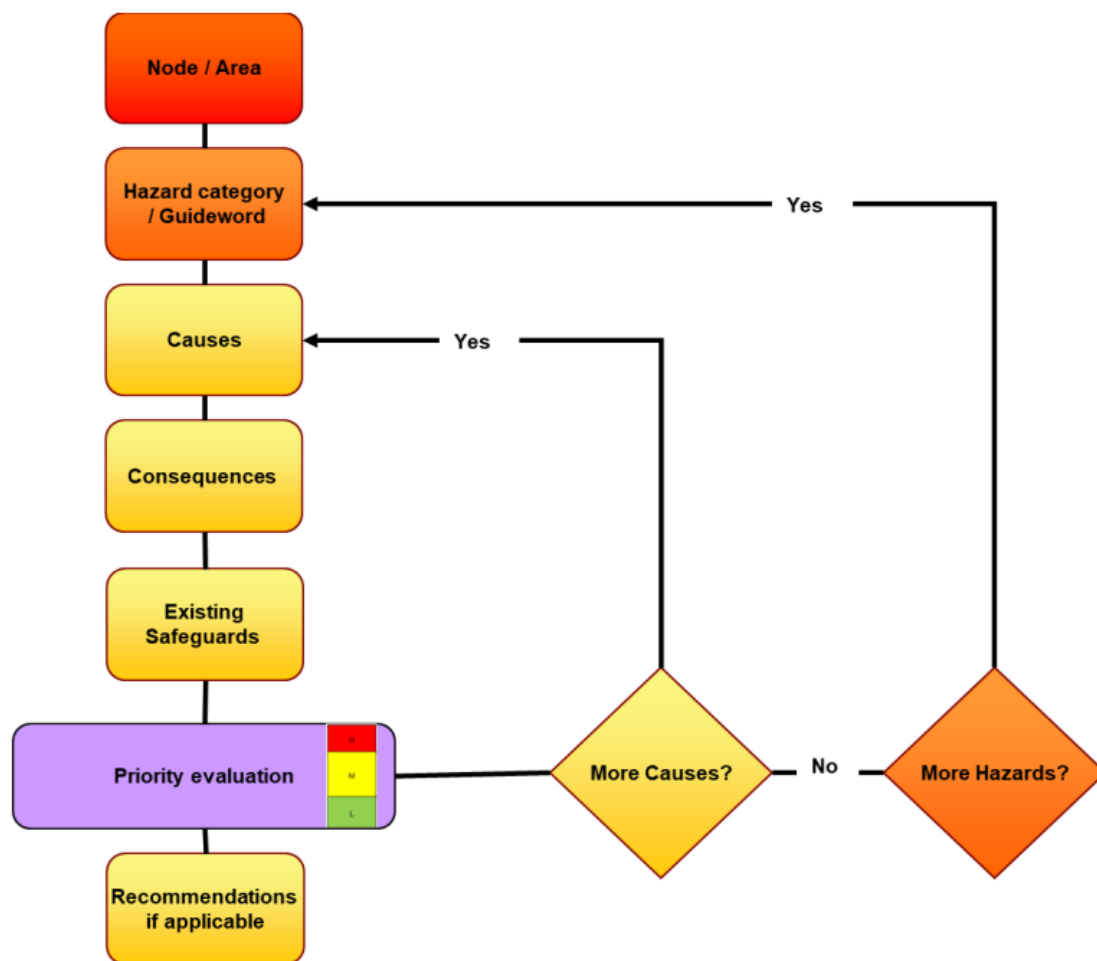 Node / Area
Hazard category
/ Guideword
Yes
Causes
Yes
Consequences
Existing
Safeguards
Priority evaluation
M
L
More Causes?
No
More Hazards?
Recommendations
if applicable